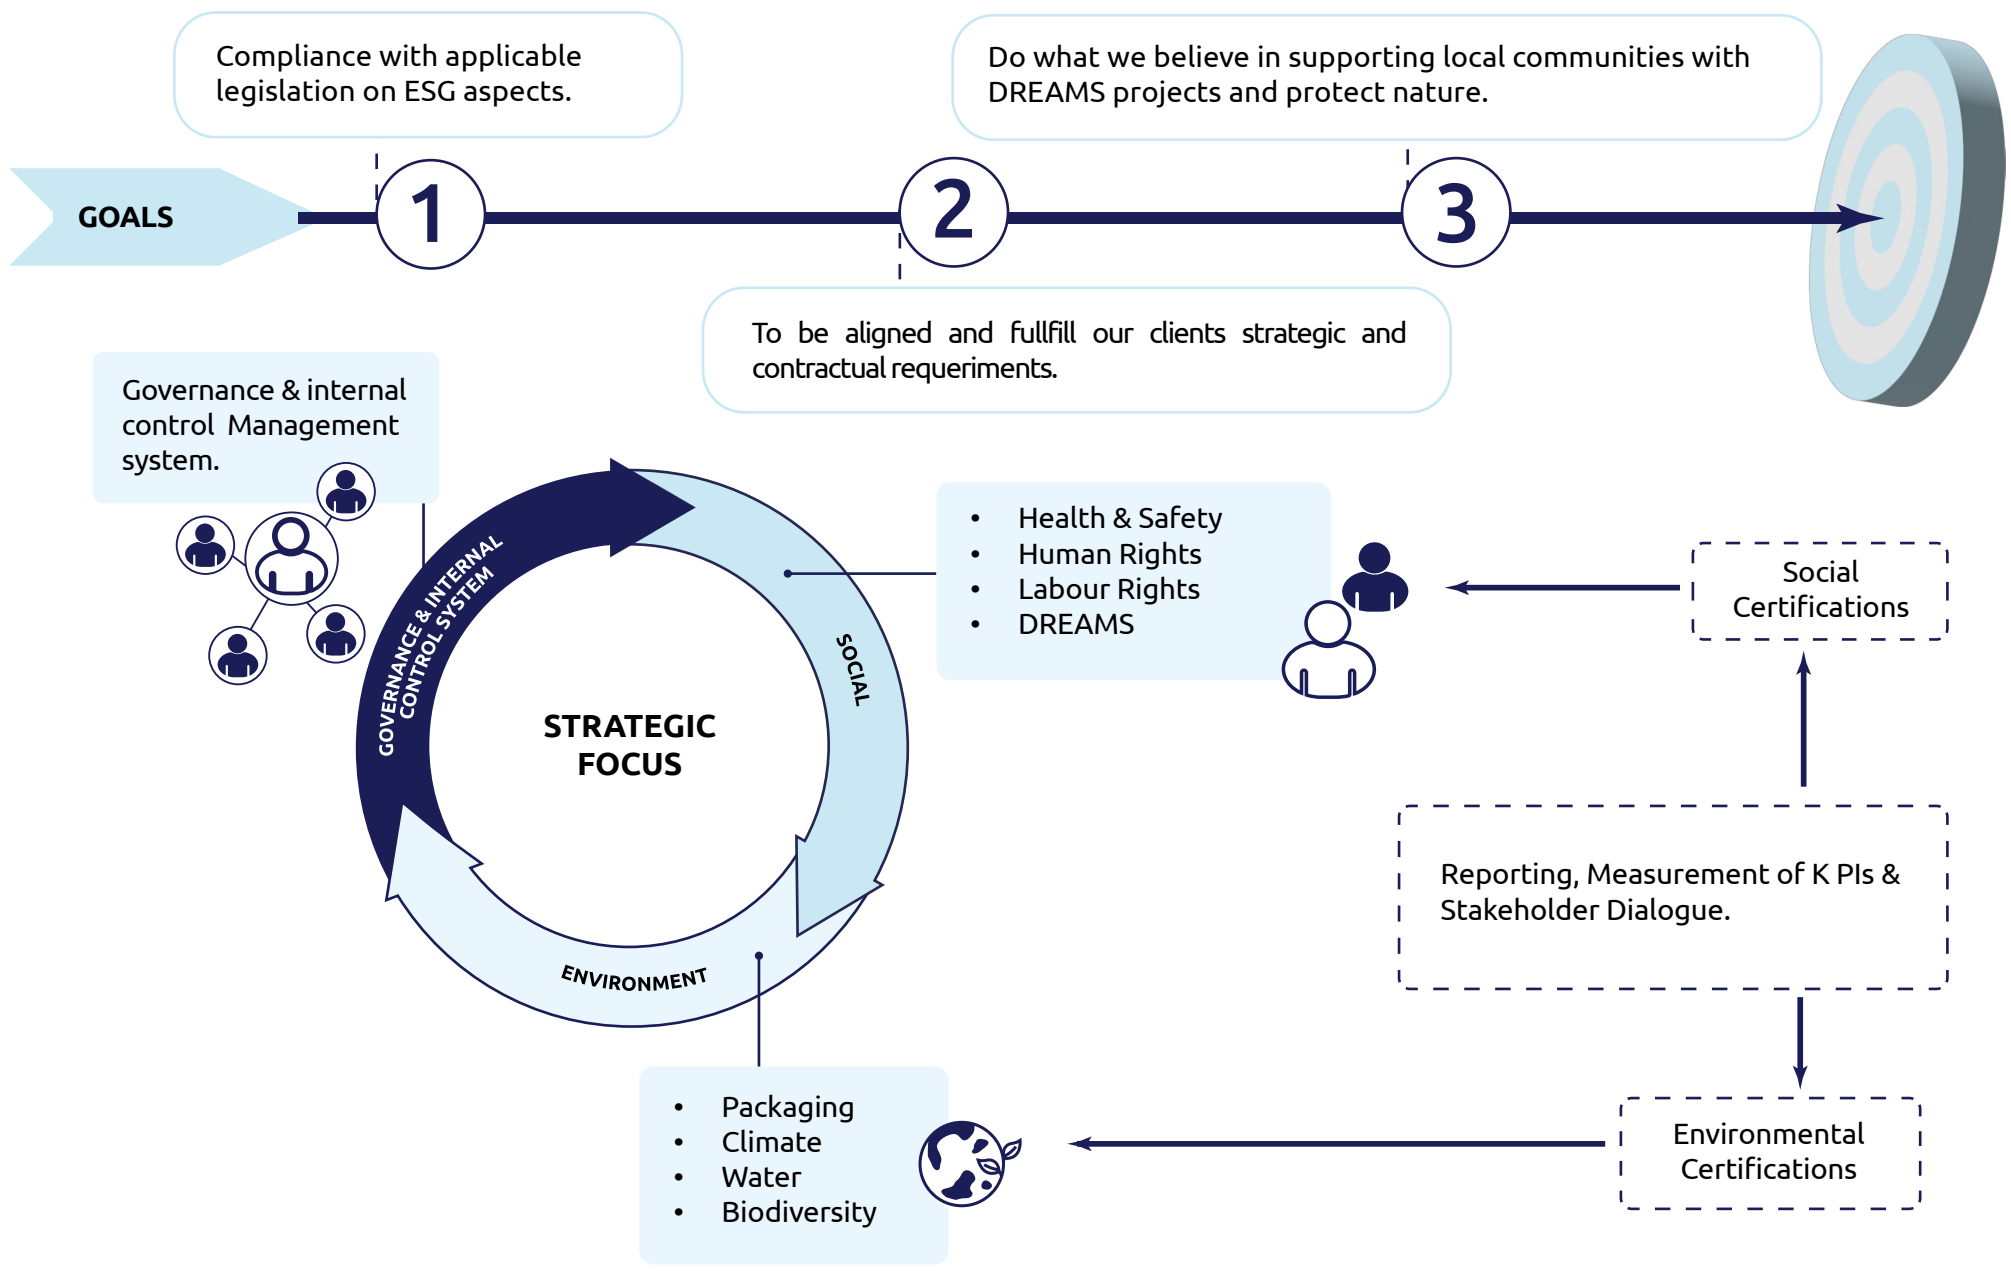 Compliance with applicable
legislation on ESG aspects.
Do what we believe in supporting local communities with
DREAMS projects and protect nature.
GOALS
1
2
3
To be aligned and fullfill our clients strategic and
contractual requeriments.
Governance & internal
control Management
system.
GOVERNANCE & INTERNAL
CONTROL SYSTEM
SOCIAL
ENVIRONMENT
STRATEGIC
FOCUS
• Health & Safety
• Human Rights
• Labour Rights
• DREAMS
Social
Certifications
Reporting, Measurement of K PIs &
Stakeholder Dialogue.
• Packaging
• Climate
• Water
• Biodiversity
Environmental
Certifications